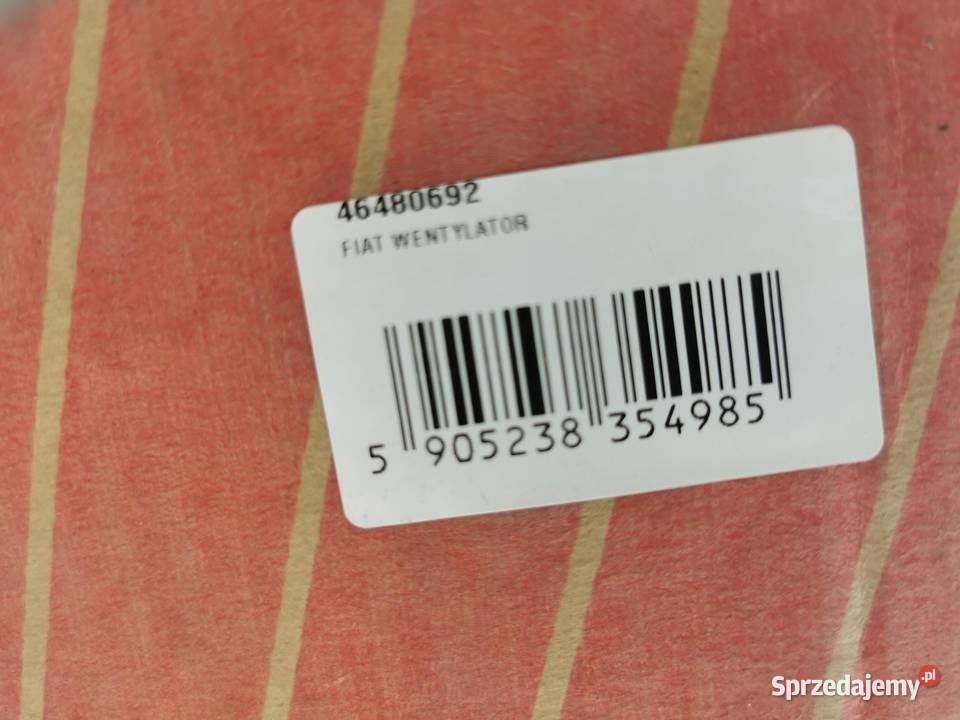 46480692
FIAT WENTYLATOR
5 905238 354985
Sprzedajemy.pl